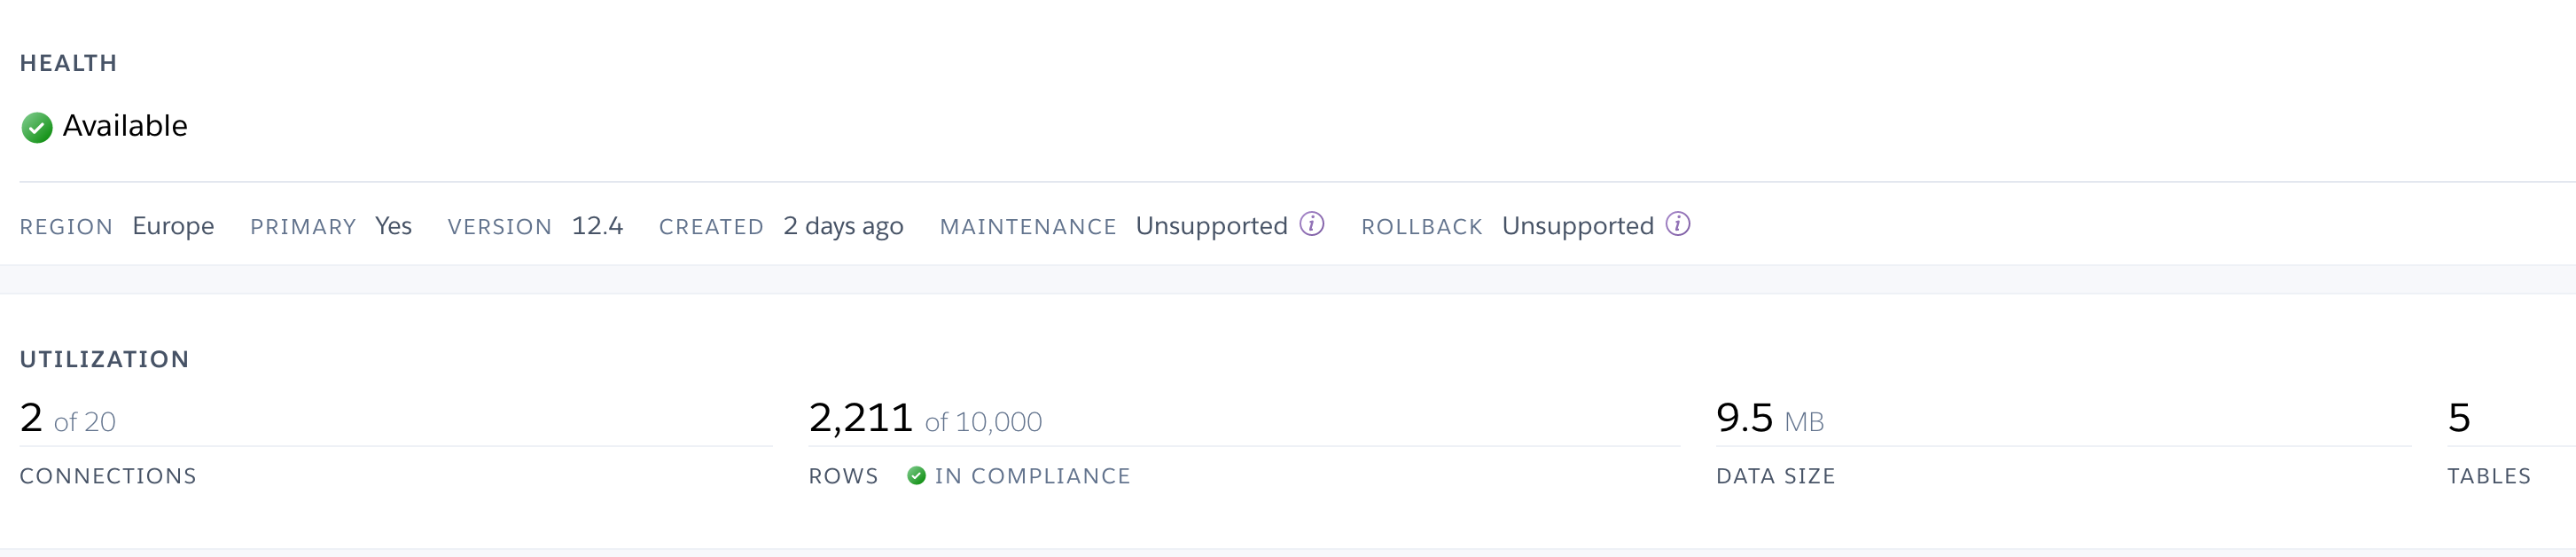 HEALTH
Available
REGION Europe PRIMARY Yes VERSION 12.4 CREATED 2 days ago MAINTENANCE Unsupported ROLLBACK Unsupported
UTILIZATION
2 of 20 2,211 of 10,000 9.5 MB 5
CONNECTIONS ROWS IN COMPLIANCE DATA SIZE TABLES